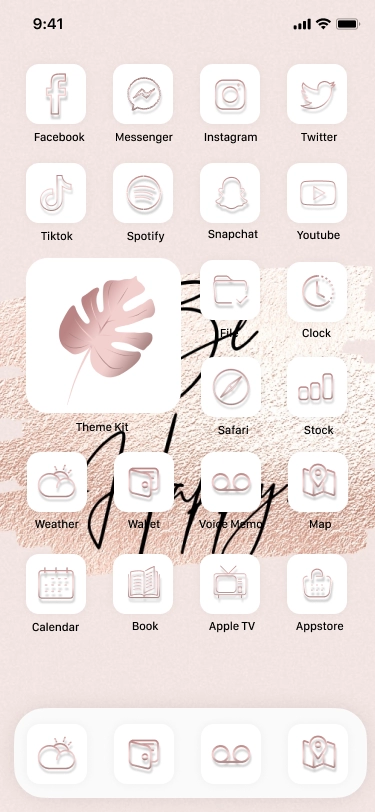 9:41
Facebook Messenger Instagram Twitter
Tiktok Spotify Snapchat Youtube
Be
File Clock
Theme Kit Safari Stock
Happy
Weather Wallet Voice Memo Map
Calendar Book Apple TV Appstore